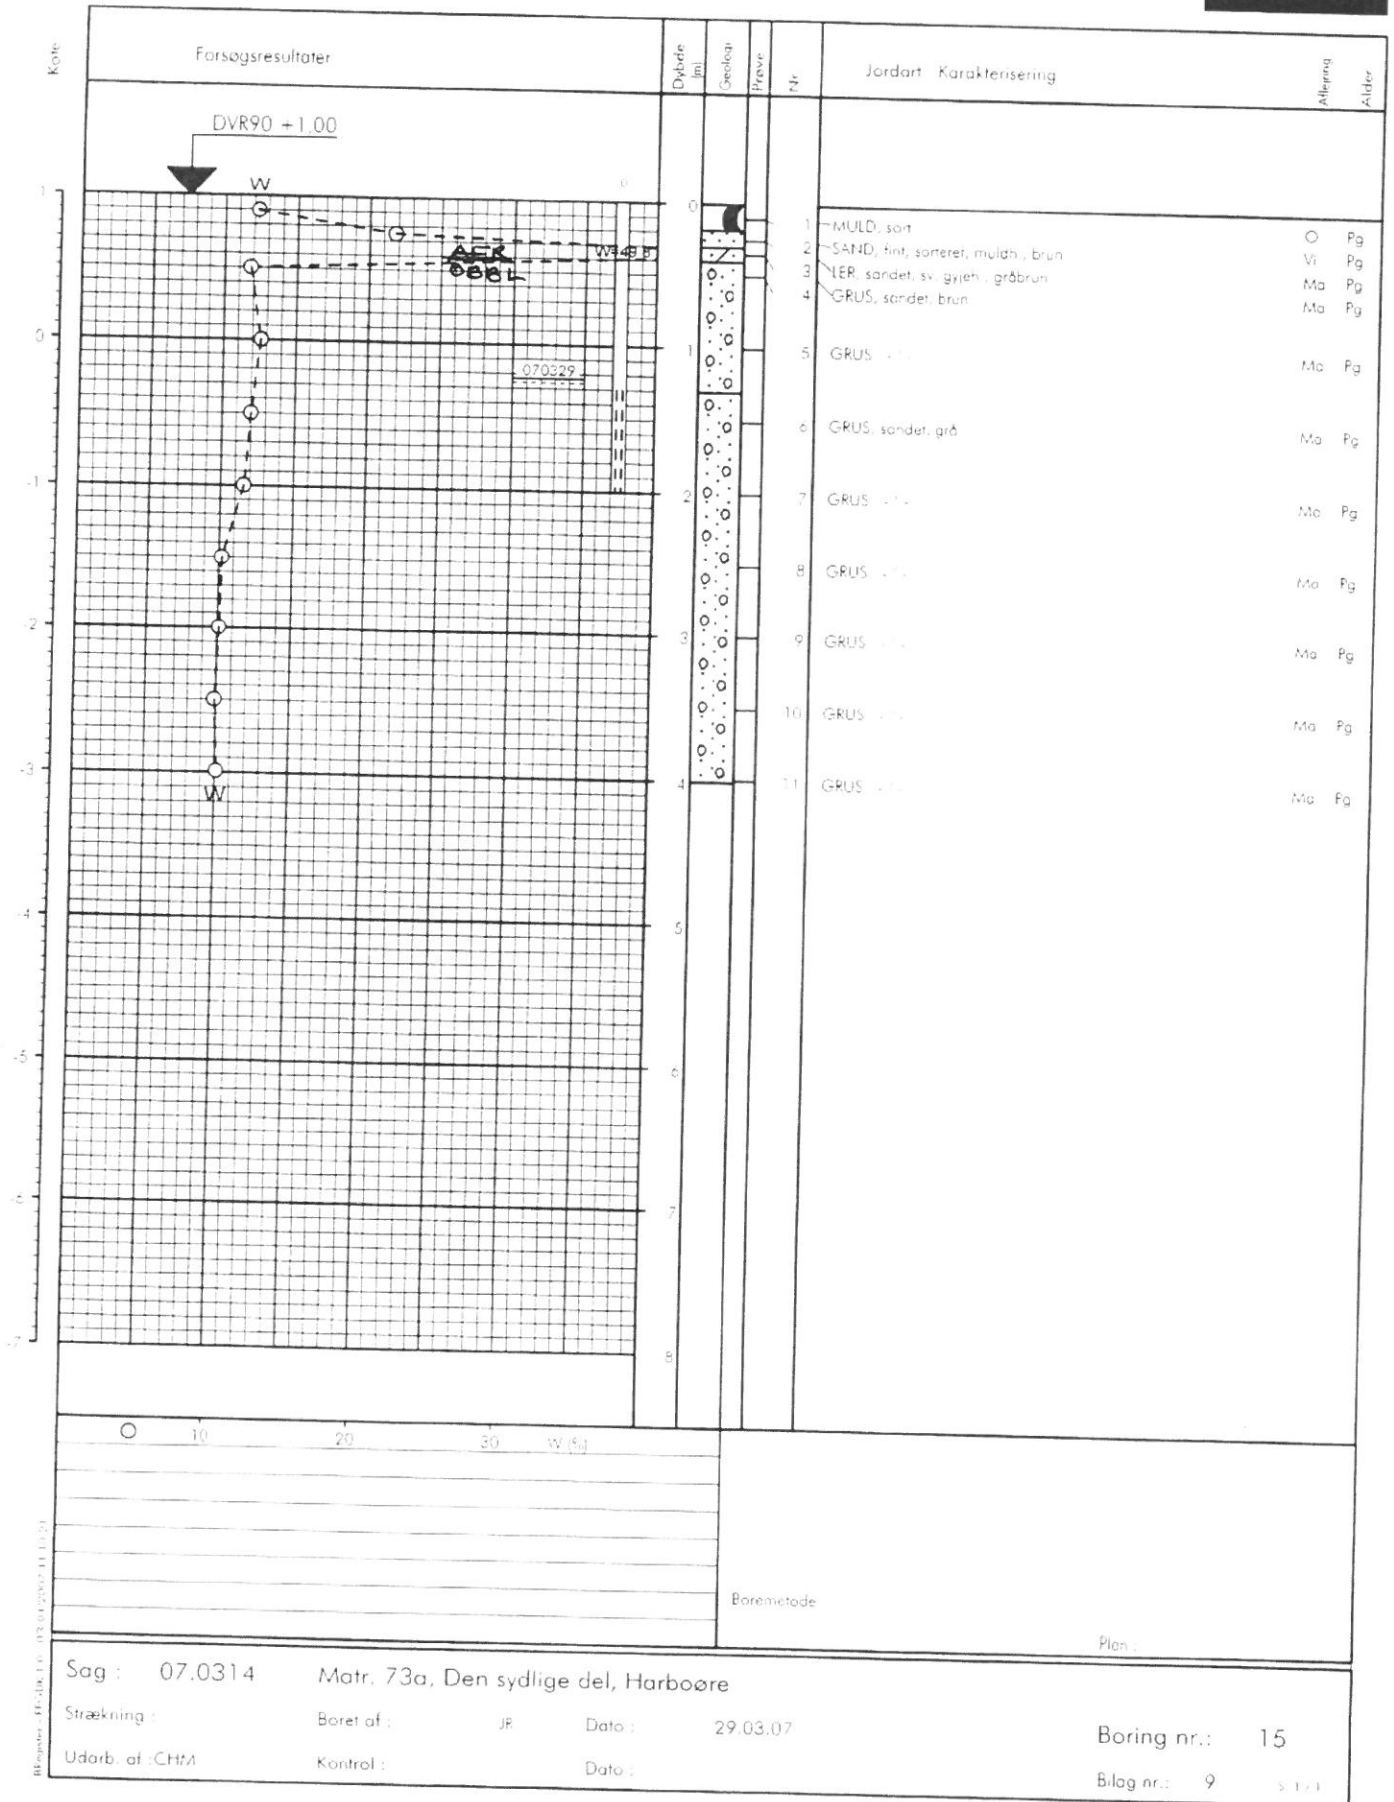 Kote
Forsøgsresultater
Dybde (m)
Geologi
Prøve
Nr.
Jordart Karakterisering
Aflejring
Alder
DVR90 +1,00
W
0
W=49.8
070329
W
1
0
-1
-2
-3
-4
-5
-6
-7
0
1
2
3
4
5
6
7
8
1 MULD, sort O Pg
2 SAND, fint, sorteret, muldh., brun Vi Pg
3 LER, sandet, sv. gytjeh., gråbrun Ma Pg
4 GRUS, sandet, brun Ma Pg
5 GRUS Ma Pg
6 GRUS, sandet, grå Ma Pg
7 GRUS Ma Pg
8 GRUS Ma Pg
9 GRUS Ma Pg
10 GRUS Ma Pg
11 GRUS Ma Pg
10 20 30 W (%)
Boremetode
Plan :
Sag : 07.0314 Matr. 73a, Den sydlige del, Harboøre
Strækning : Boret af : JR Dato : 29.03.07 Boring nr.: 15
Udarb. af : CHM Kontrol : Dato : Bilag nr.: 9 S. 1 / 1